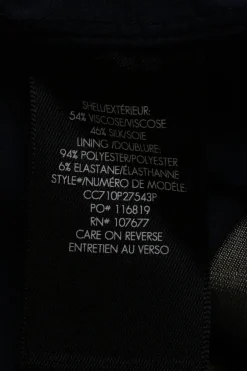 SHELL/EXTÉRIEUR:
54% VISCOSE/VISCOSE
46% SILK/SOIE
LINING /DOUBLURE:
94% POLYESTER/POLYESTER
6% ELASTANE/ÉLASTHANNE
STYLE#/NUMÉRO DE MODÈLE:
CC710P27543P
PO# 116819
RN# 107677
CARE ON REVERSE
ENTRETIEN AU VERSO